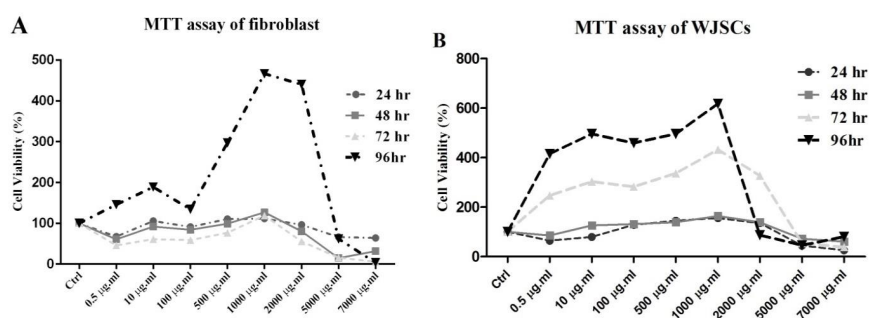 A
MTT assay of fibroblast
500
400
300
200
100
0
Cell Viability (%)
24 hr
48 hr
72 hr
96hr
Ctrl
0.5 µg.ml
10 µg.ml
100 µg.ml
500 µg.ml
1000 µg.ml
2000 µg.ml
5000 µg.ml
7000 µg.ml
B
MTT assay of WJSCs
800
600
400
200
0
Cell Viability (%)
24 hr
48 hr
72 hr
96hr
Ctrl
0.5 µg.ml
10 µg.ml
100 µg.ml
500 µg.ml
1000 µg.ml
2000 µg.ml
5000 µg.ml
7000 µg.ml